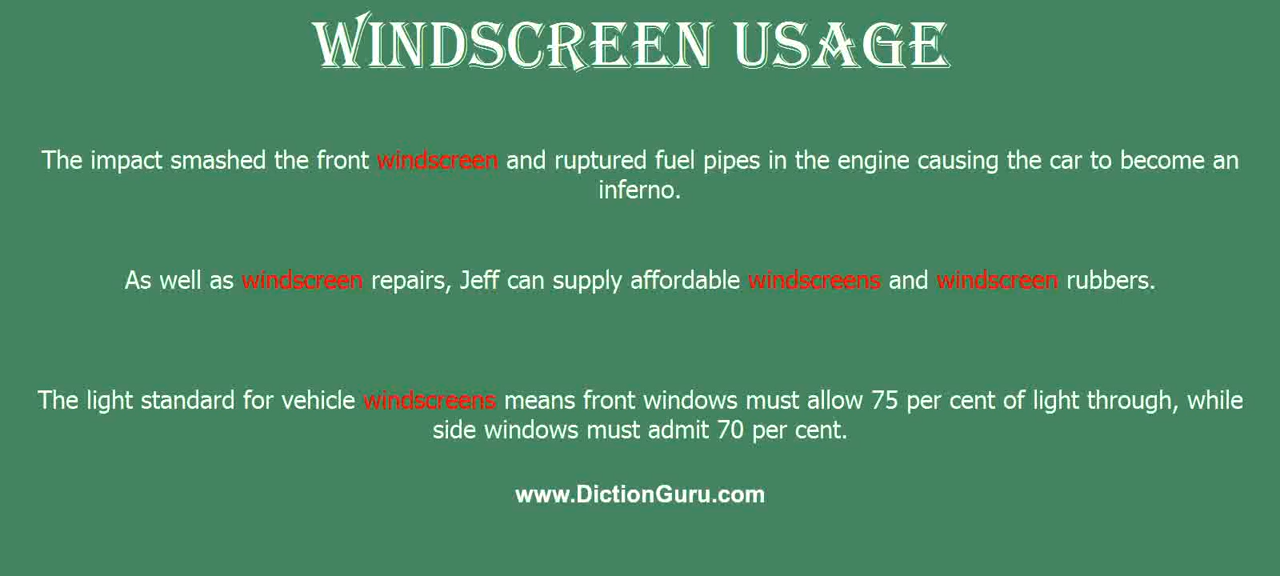 WINDSCREEN USAGE
The impact smashed the front windscreen and ruptured fuel pipes in the engine causing the car to become an
inferno.
As well as windscreen repairs, Jeff can supply affordable windscreens and windscreen rubbers.
The light standard for vehicle windscreens means front windows must allow 75 per cent of light through, while
side windows must admit 70 per cent.
www.DictionGuru.com